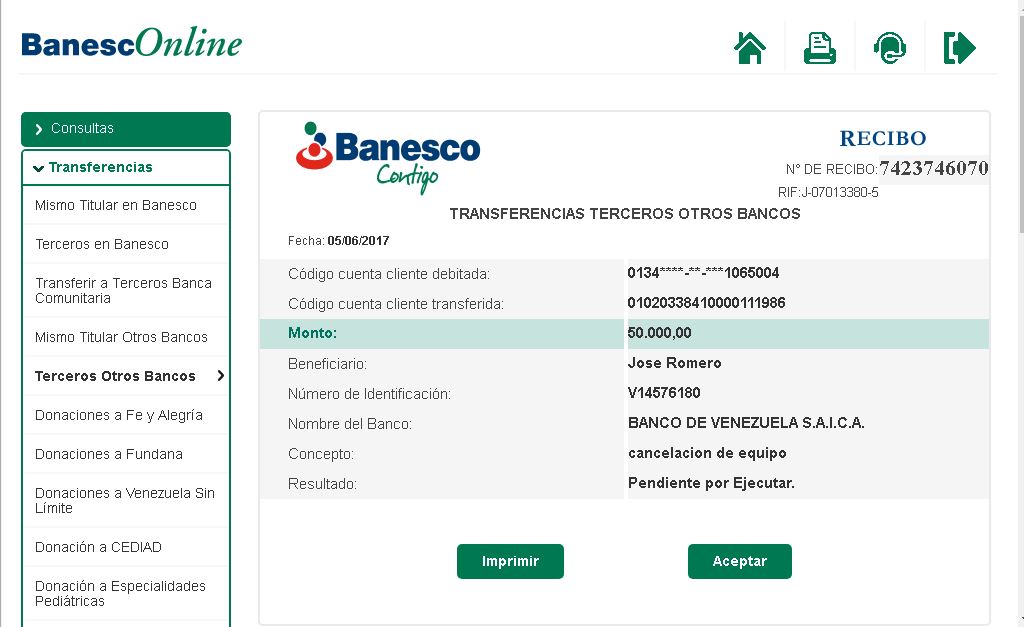 BanescOnline
Consultas
Transferencias
Mismo Titular en Banesco
Terceros en Banesco
Transferir a Terceros Banca
Comunitaria
Mismo Titular Otros Bancos
Terceros Otros Bancos
Donaciones a Fe y Alegría
Donaciones a Fundana
Donaciones a Venezuela Sin
Límite
Donación a CEDIAD
Donación a Especialidades
Pediátricas
Banesco
Contigo
RECIBO
N° DE RECIBO: 7423746070
RIF:J-07013380-5
TRANSFERENCIAS TERCEROS OTROS BANCOS
Fecha: 05/06/2017
Código cuenta cliente debitada: 0134****-**-***1065004
Código cuenta cliente transferida: 01020338410000111986
Monto: 50.000,00
Beneficiario: Jose Romero
Número de Identificación: V14576180
Nombre del Banco: BANCO DE VENEZUELA S.A.I.C.A.
Concepto: cancelacion de equipo
Resultado: Pendiente por Ejecutar.
Imprimir Aceptar